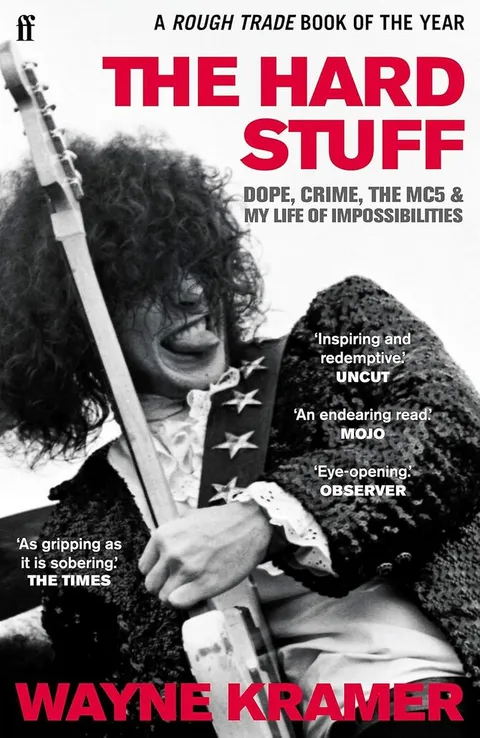 ff
A ROUGH TRADE BOOK OF THE YEAR
THE HARD
STUFF
DOPE, CRIME, THE MC5 &
MY LIFE OF IMPOSSIBILITIES
‘Inspiring and
redemptive.’
UNCUT
‘An endearing read.’
MOJO
‘Eye-opening.’
OBSERVER
‘As gripping as
it is sobering.’
THE TIMES
WAYNE KRAMER